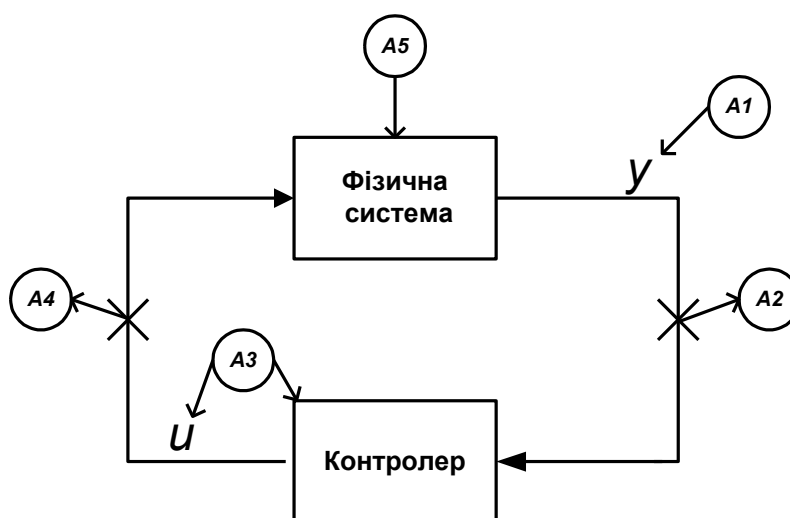 A5
A1
Фізична
система
y
A4
A2
A3
u
Контролер